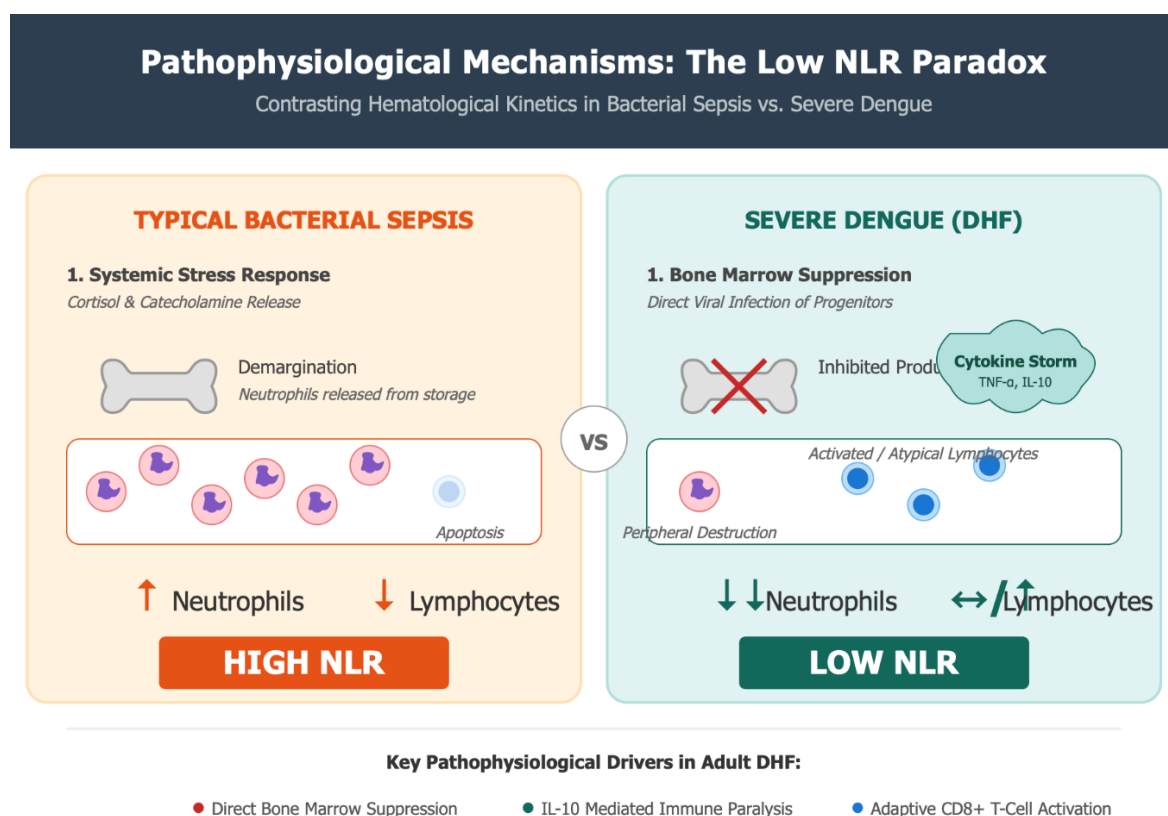 Pathophysiological Mechanisms: The Low NLR Paradox
Contrasting Hematological Kinetics in Bacterial Sepsis vs. Severe Dengue
TYPICAL BACTERIAL SEPSIS
1. Systemic Stress Response
Cortisol & Catecholamine Release
Demargination
Neutrophils released from storage
Apoptosis
↑ Neutrophils
↓ Lymphocytes
HIGH NLR
VS
SEVERE DENGUE (DHF)
1. Bone Marrow Suppression
Direct Viral Infection of Progenitors
Inhibited
Cytokine Storm
TNF-α, IL-10
Activated / Atypical Lymphocytes
Peripheral Destruction
↓↓Neutrophils
↔/↑Lymphocytes
LOW NLR
Key Pathophysiological Drivers in Adult DHF:
Direct Bone Marrow Suppression
IL-10 Mediated Immune Paralysis
Adaptive CD8+ T-Cell Activation